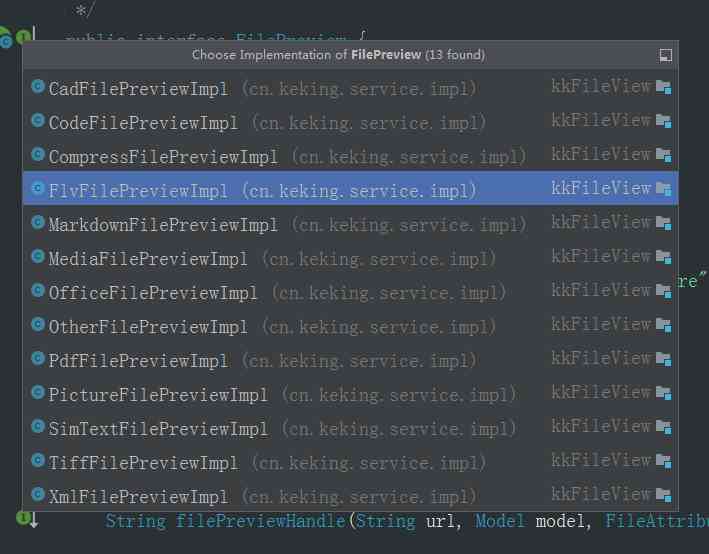 */
public interface FilePreview {
Choose Implementation of FilePreview (13 found)
CadFilePreviewImpl (cn.keking.service.impl) kkFileView
CodeFilePreviewImpl (cn.keking.service.impl) kkFileView
CompressFilePreviewImpl (cn.keking.service.impl) kkFileView
FlvFilePreviewImpl (cn.keking.service.impl) kkFileView
MarkdownFilePreviewImpl (cn.keking.service.impl) kkFileView
MediaFilePreviewImpl (cn.keking.service.impl) kkFileView
OfficeFilePreviewImpl (cn.keking.service.impl) kkFileView
OtherFilePreviewImpl (cn.keking.service.impl) kkFileView
PdfFilePreviewImpl (cn.keking.service.impl) kkFileView
PictureFilePreviewImpl (cn.keking.service.impl) kkFileView
SimTextFilePreviewImpl (cn.keking.service.impl) kkFileView
TiffFilePreviewImpl (cn.keking.service.impl) kkFileView
XmlFilePreviewImpl (cn.keking.service.impl) kkFileView
re"
String filePreviewHandle(String url, Model model, FileAttribu